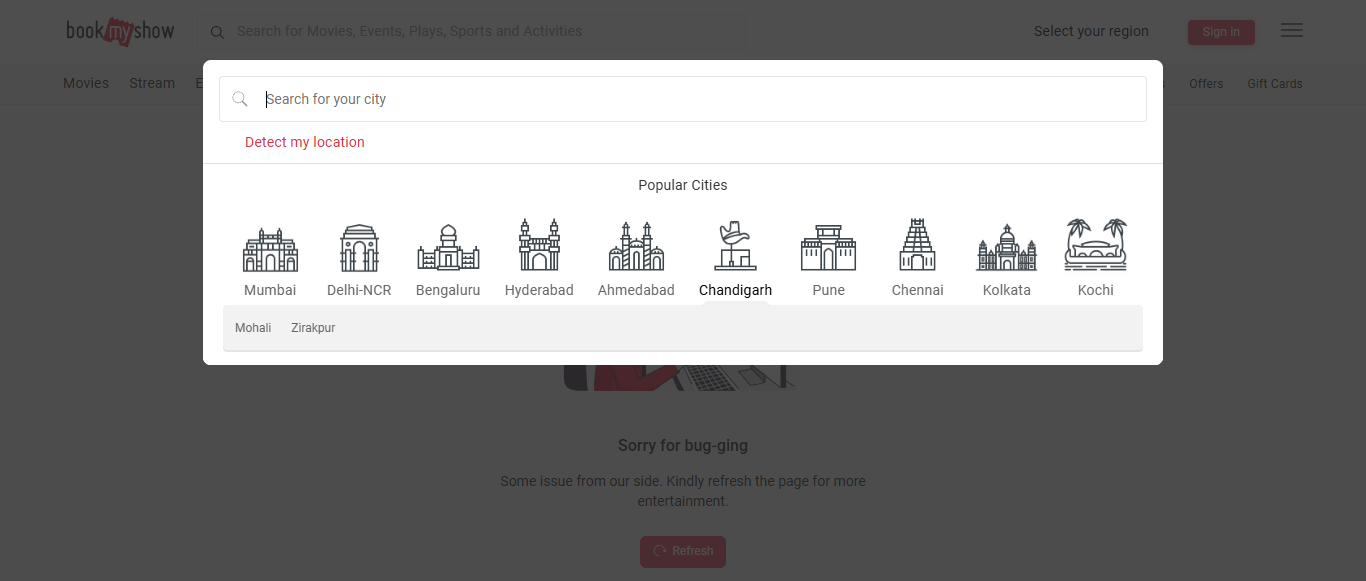 book my show
Search for Movies, Events, Plays, Sports and Activities
Select your region
Sign in
Movies
Stream
Offers
Gift Cards
Search for your city
Detect my location
Popular Cities
Mumbai
Delhi-NCR
Bengaluru
Hyderabad
Ahmedabad
Chandigarh
Pune
Chennai
Kolkata
Kochi
Mohali
Zirakpur
Sorry for bug-ging
Some issue from our side. Kindly refresh the page for more
entertainment.
Refresh